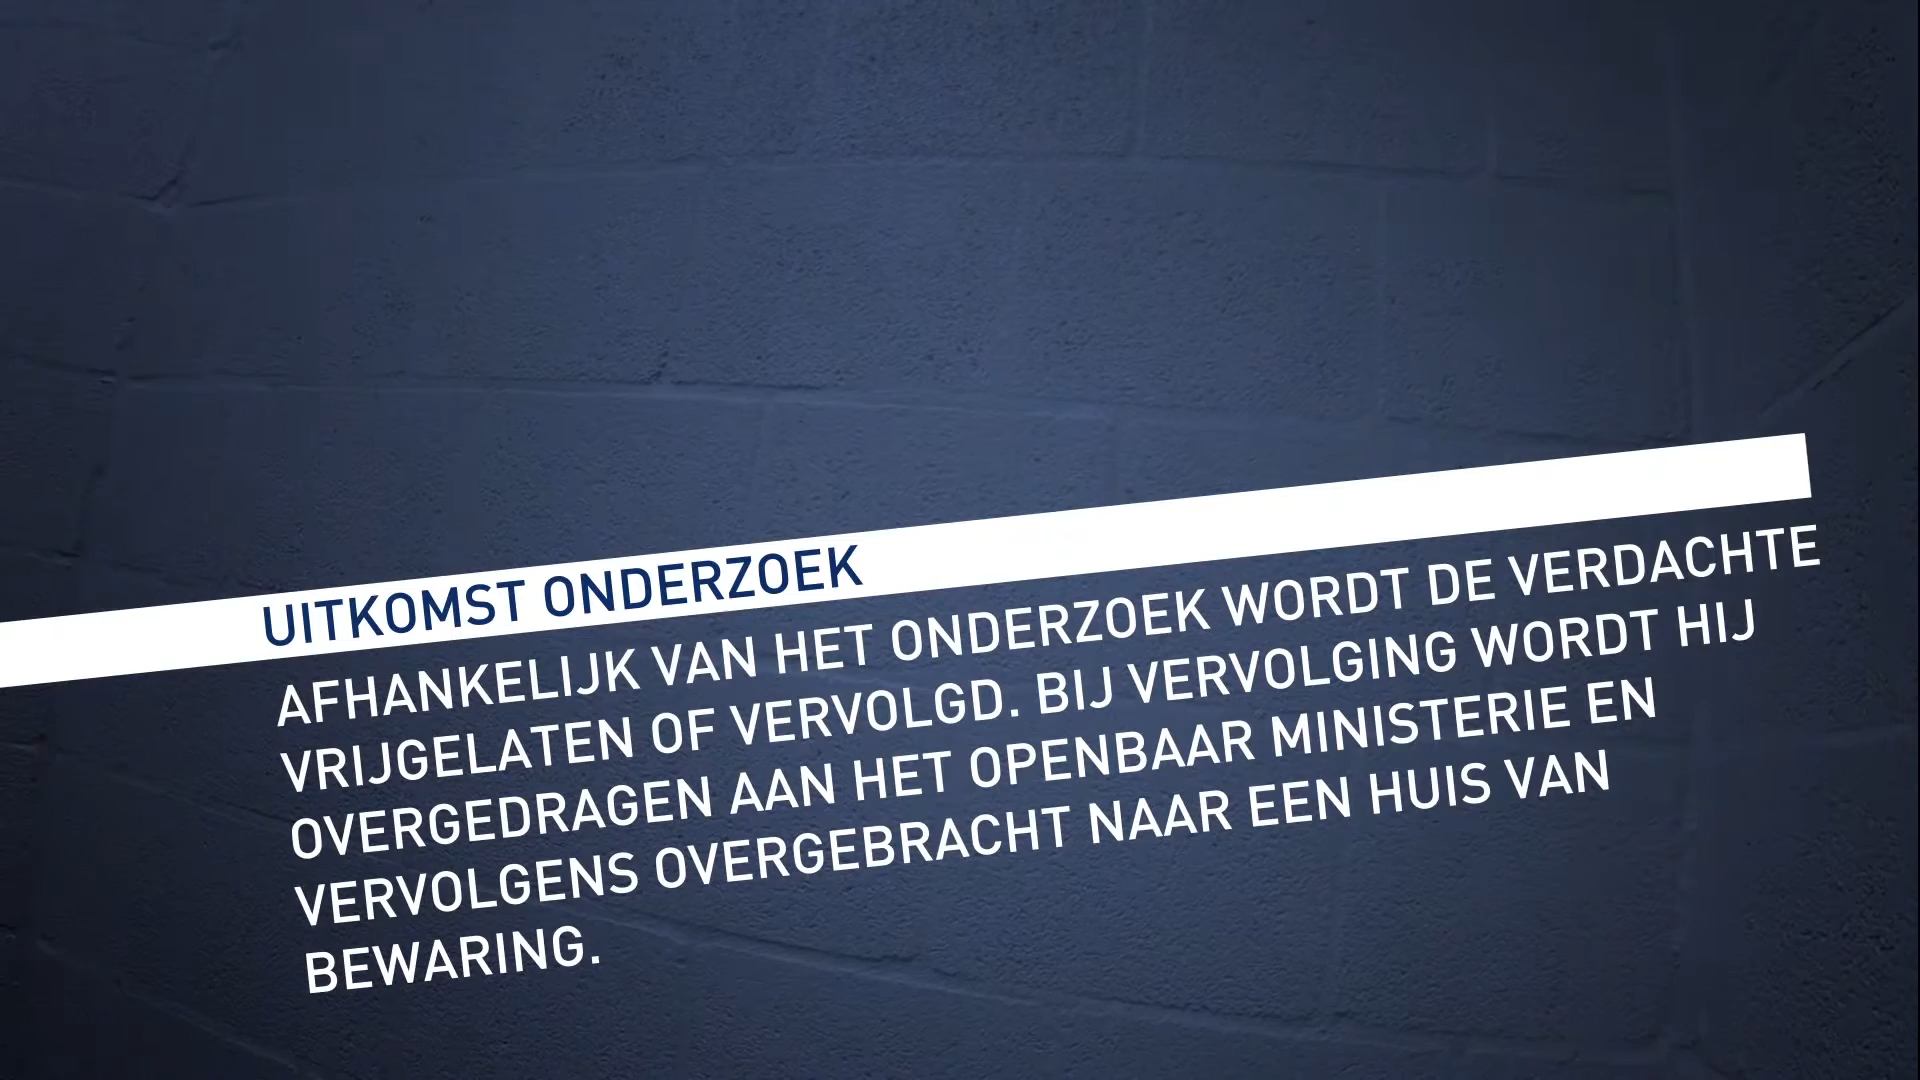 UITKOMST ONDERZOEK
AFHANKELIJK VAN HET ONDERZOEK WORDT DE VERDACHTE
VRIJGELATEN OF VERVOLGD. BIJ VERVOLGING WORDT HIJ
OVERGEDRAGEN AAN HET OPENBAAR MINISTERIE EN
VERVOLGENS OVERGEBRACHT NAAR EEN HUIS VAN
BEWARING.